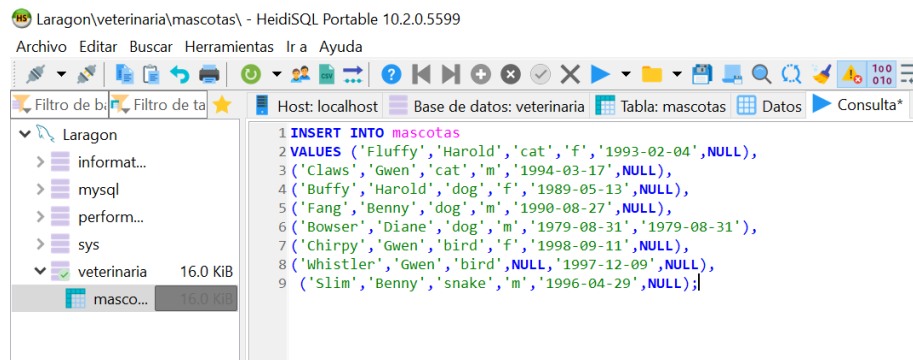 HS Laragon\veterinaria\mascotas\ - HeidiSQL Portable 10.2.0.5599
Archivo Editar Buscar Herramientas Ir a Ayuda
csv 100 010
Filtro de ba Filtro de ta Host: localhost Base de datos: veterinaria Tabla: mascotas Datos Consulta*
Laragon
informat...
mysql
perform...
sys
veterinaria 16.0 KiB
masco... 16.0 KiB
1 INSERT INTO mascotas
2 VALUES ('Fluffy','Harold','cat','f','1993-02-04',NULL),
3 ('Claws','Gwen','cat','m','1994-03-17',NULL),
4 ('Buffy','Harold','dog','f','1989-05-13',NULL),
5 ('Fang','Benny','dog','m','1990-08-27',NULL),
6 ('Bowser','Diane','dog','m','1979-08-31','1979-08-31'),
7 ('Chirpy','Gwen','bird','f','1998-09-11',NULL),
8 ('Whistler','Gwen','bird',NULL,'1997-12-09',NULL),
9 ('Slim','Benny','snake','m','1996-04-29',NULL);